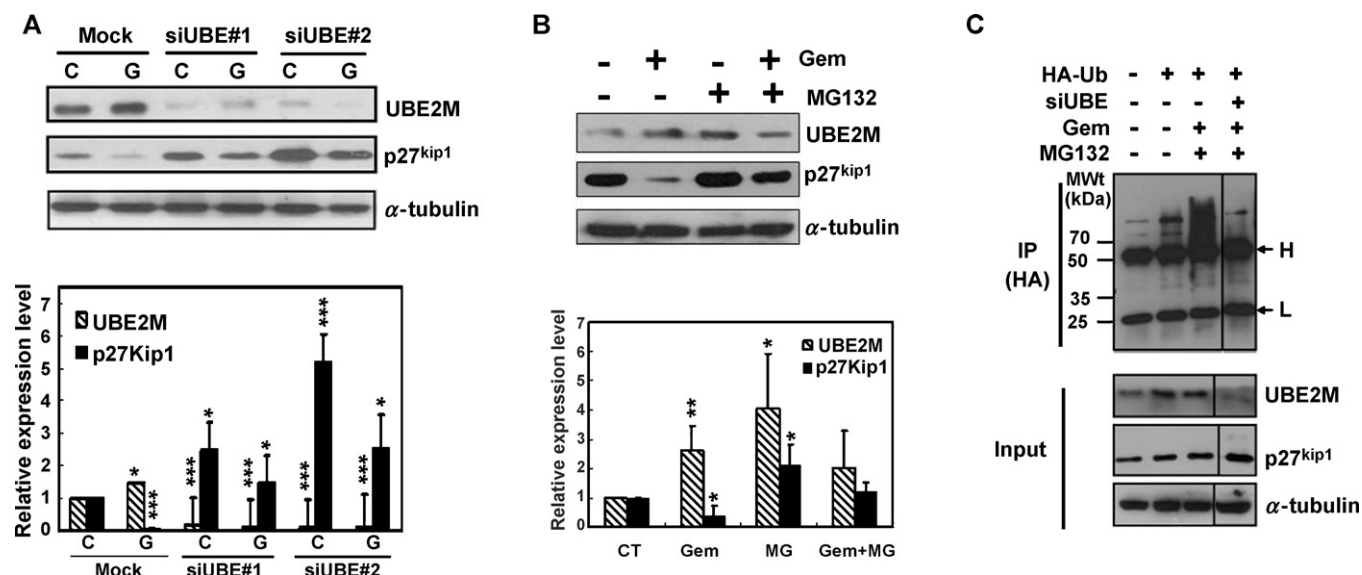 A
Mock siUBE#1 siUBE#2
C G C G C G
UBE2M
p27kip1
α-tubulin
Relative expression level
7
6
5
4
3
2
1
0
UBE2M
p27Kip1
* *** *** * *** * *** *** *** *
C G C G C G
Mock siUBE#1 siUBE#2
B
- + - + Gem
- - + + MG132
UBE2M
p27kip1
α-tubulin
Relative expression level
7
6
5
4
3
2
1
0
UBE2M
p27Kip1
** * * *
CT Gem MG Gem+MG
C
HA-Ub - + + +
siUBE +
Gem - - + +
MG132 - - + +
MWt
(kDa)
70
50
35
25
IP
(HA)
H
L
Input
UBE2M
p27kip1
α-tubulin